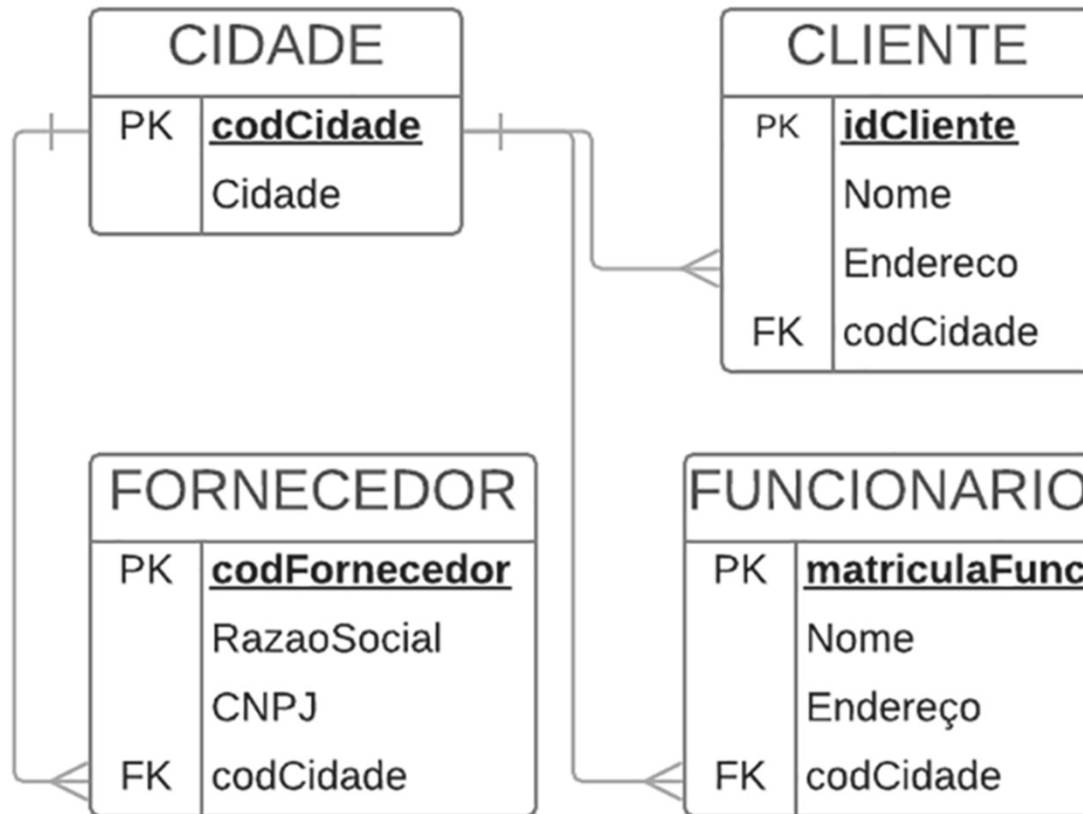 CIDADE
PK codCidade
Cidade
CLIENTE
PK idCliente
Nome
Endereco
FK codCidade
FORNECEDOR
PK codFornecedor
RazaoSocial
CNPJ
FK codCidade
FUNCIONARIO
PK matriculaFunc
Nome
Endereço
FK codCidade